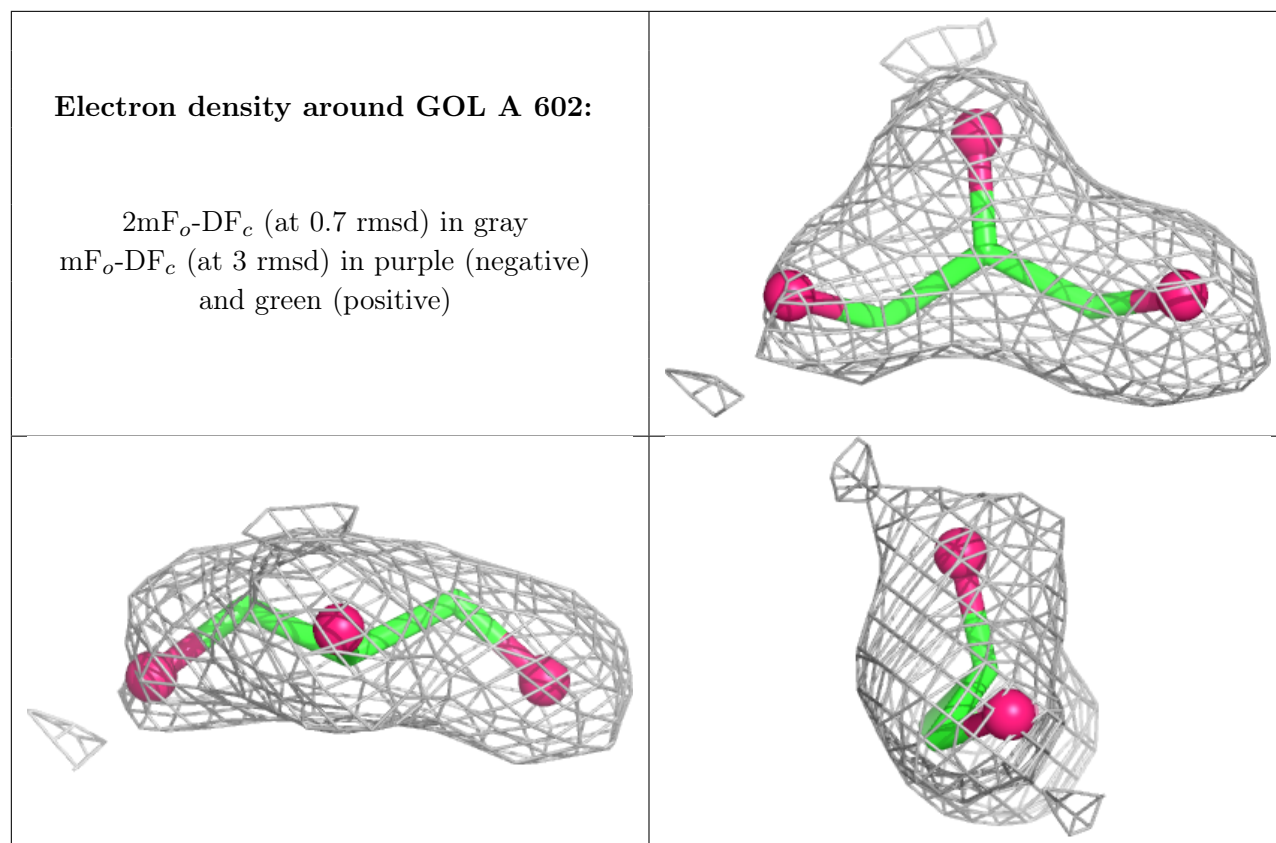 Electron density around GOL A 602:
2mFo-DFc (at 0.7 rmsd) in gray
mFo-DFc (at 3 rmsd) in purple (negative)
and green (positive)